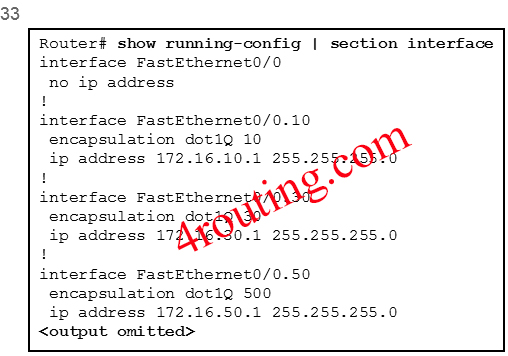 33
Router# show running-config | section interface
interface FastEthernet0/0
no ip address
!
interface FastEthernet0/0.10
encapsulation dot1Q 10
ip address 172.16.10.1 255.255.255.0
!
interface FastEthernet0/0.30
encapsulation dot1Q 30
ip address 172.16.30.1 255.255.255.0
!
interface FastEthernet0/0.50
encapsulation dot1Q 500
ip address 172.16.50.1 255.255.255.0
<output omitted>
4routing.com